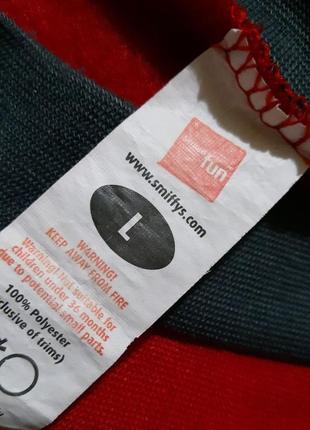 fun
www.smiffys.com
L
WARNING!
KEEP AWAY FROM FIRE
Warning! Not suitable for
children under 36 months
due to potential small parts.
100% Polyester
xclusive of trims)